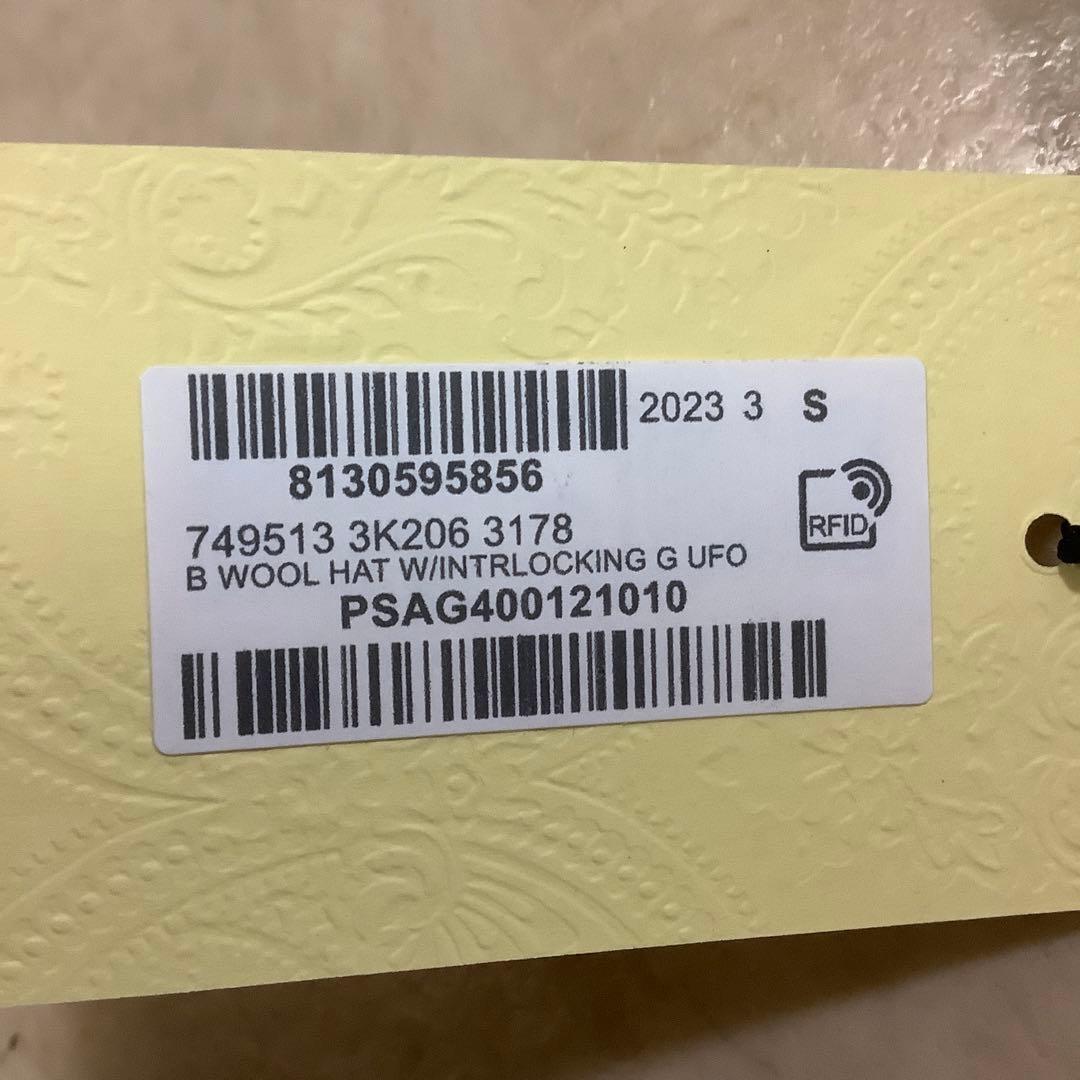 2023 3 S
8130595856
RFID
749513 3K206 3178
B WOOL HAT W/INTRLOCKING G UFO
PSAG400121010